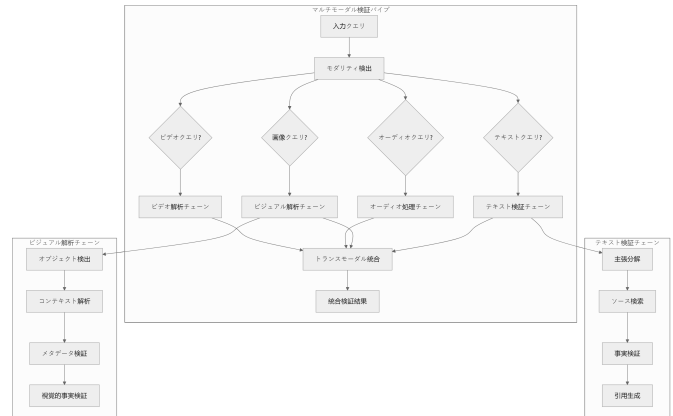 マルチモーダル検証パイプ
入力クエリ
モダリティ検出
ビデオクエリ?
画像クエリ?
オーディオクエリ?
テキストクエリ?
ビデオ解析チェーン
ビジュアル解析チェーン
オーディオ処理チェーン
テキスト検証チェーン
トランスモーダル統合
統合検証結果
ビジュアル解析チェーン
オブジェクト検出
コンテキスト解析
メタデータ検証
視覚的事実検証
テキスト検証チェーン
主張分解
ソース検索
事実検証
引用生成